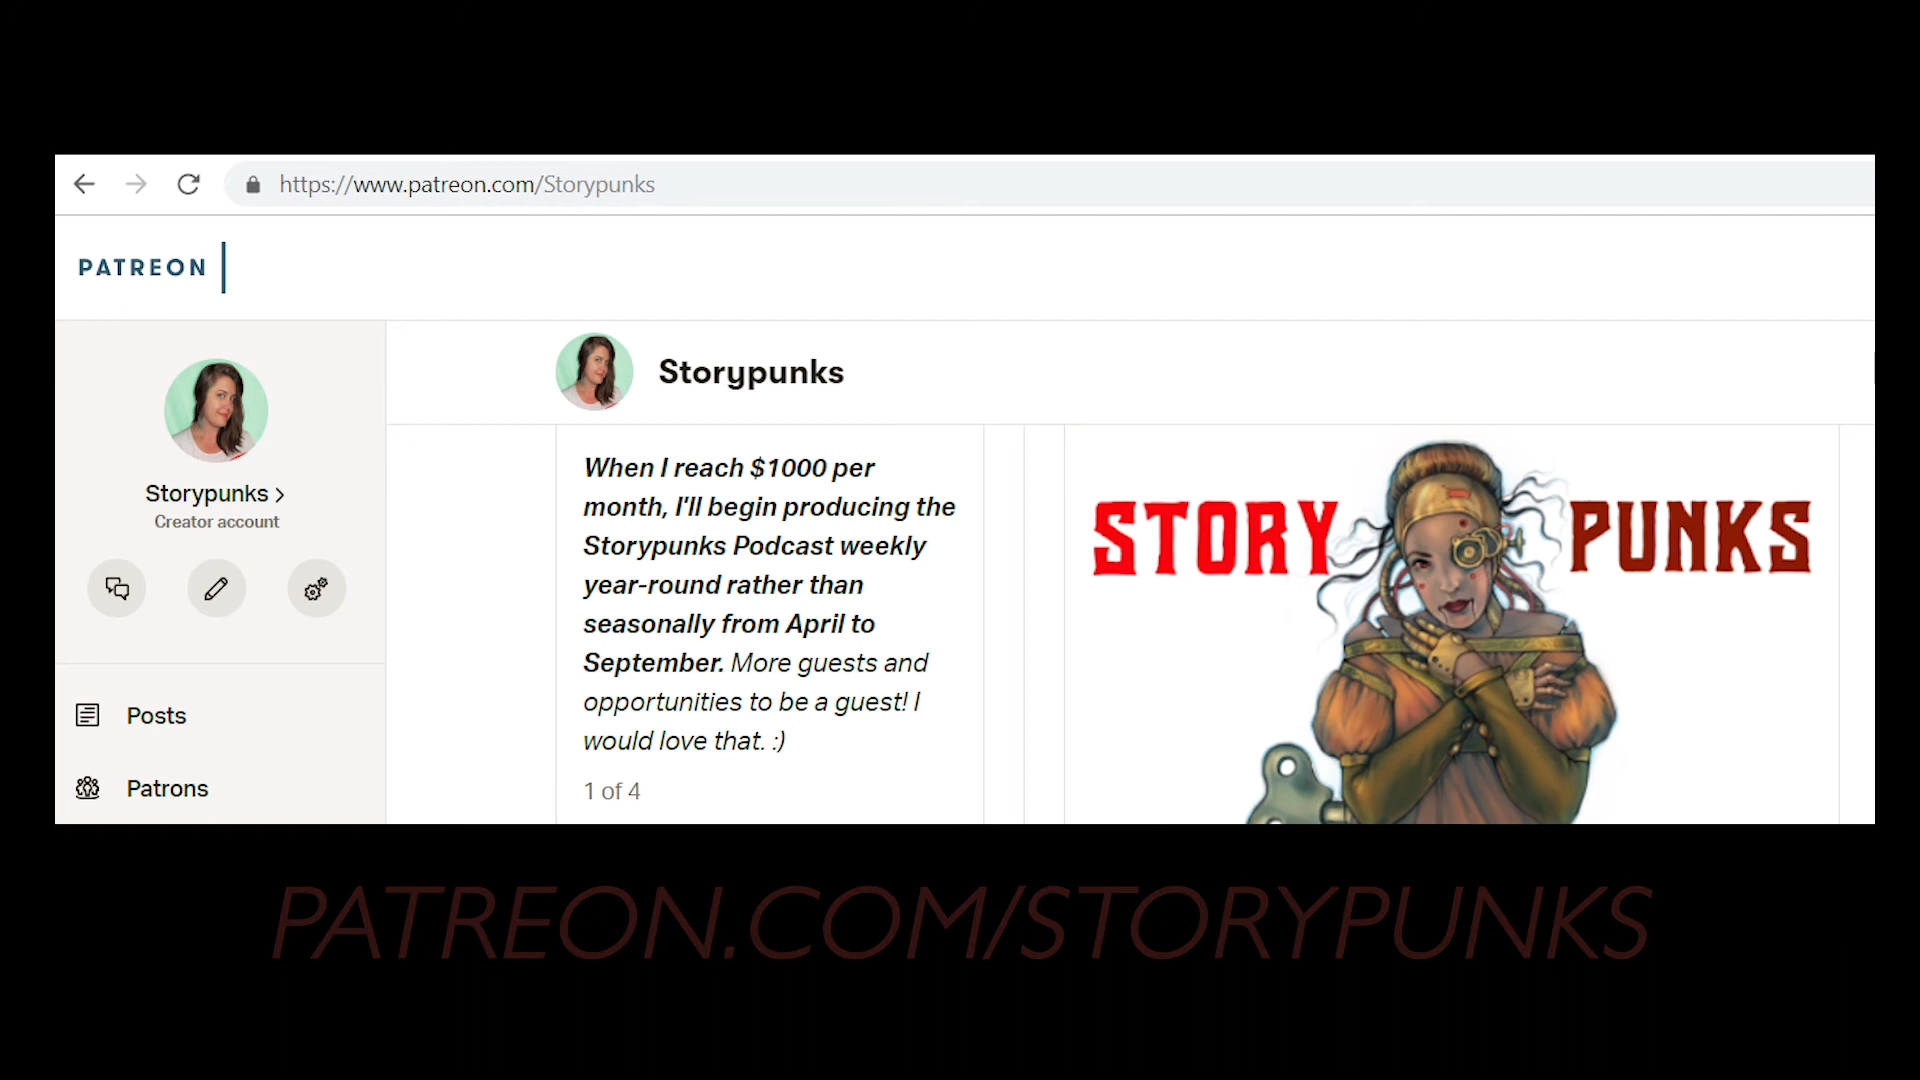 https://www.patreon.com/Storypunks
PATREON
Storypunks
Creator account
Posts
Patrons
Storypunks
When I reach $1000 per
month, I'll begin producing the
Storypunks Podcast weekly
year-round rather than
seasonally from April to
September. More guests and
opportunities to be a guest! I
would love that. :)
1 of 4
STORY PUNKS
PATREON.COM/STORYPUNKS